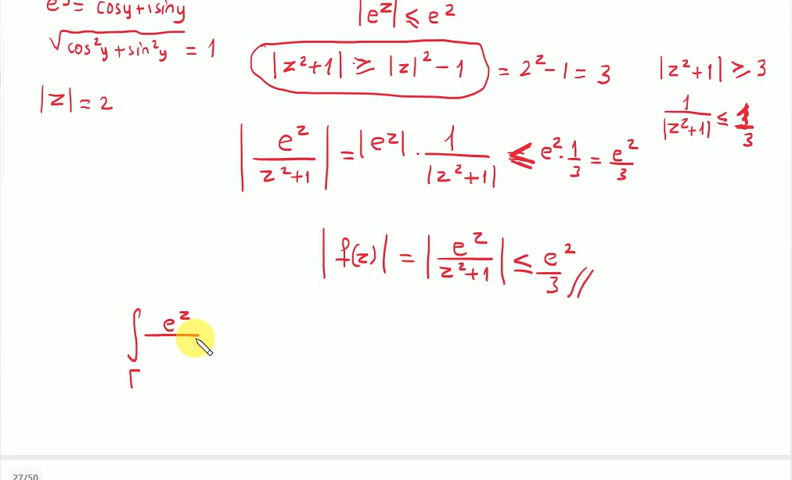 e^{iy} = cosy+isiny
√(cos²y+sin²y) = 1
|z| = 2
|e^z| ≤ e²
|z²+1| ≥ |z|²-1 = 2²-1 = 3
|z²+1| ≥ 3
1/|z²+1| ≤ 1/3
|e^z/(z²+1)| = |e^z| · 1/|z²+1| ≤ e² · 1/3 = e²/3
|f(z)| = |e^z/(z²+1)| ≤ e²/3 //
∫_Γ e^z
27/50